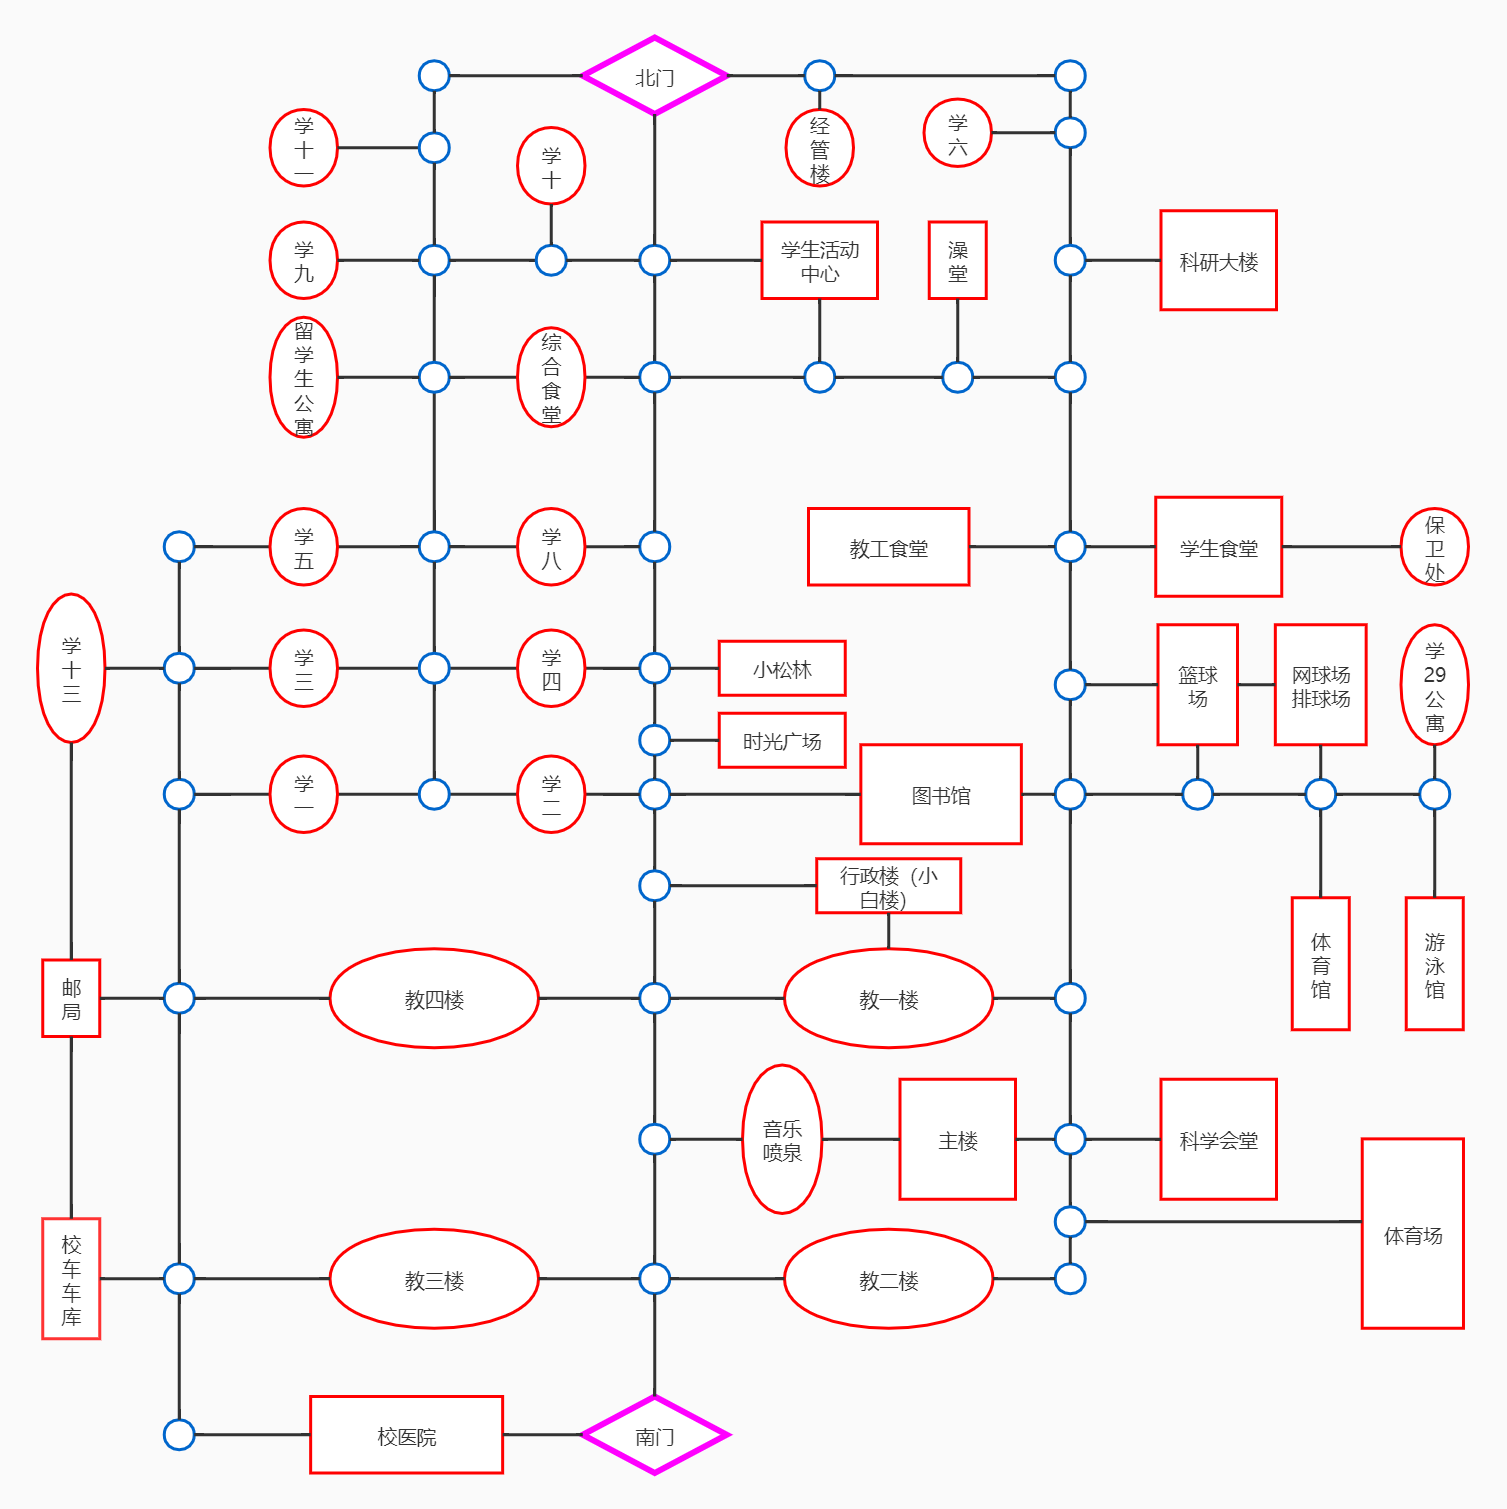 北门
学
十
一
学
十
经
管
楼
学
六
学
九
学生活动
中心
澡
堂
科研大楼
留
学
生
公
寓
综
合
食
堂
学
五
学
八
教工食堂
学生食堂
保
卫
处
学
十
三
学
三
学
四
小松林
篮球
场
网球场
排球场
学
29
公
寓
时光广场
学
一
学
二
图书馆
行政楼（小
白楼）
体
育
馆
游
泳
馆
邮
局
教四楼
教一楼
音乐
喷泉
主楼
科学会堂
体育场
校
车
车
库
教三楼
教二楼
校医院
南门